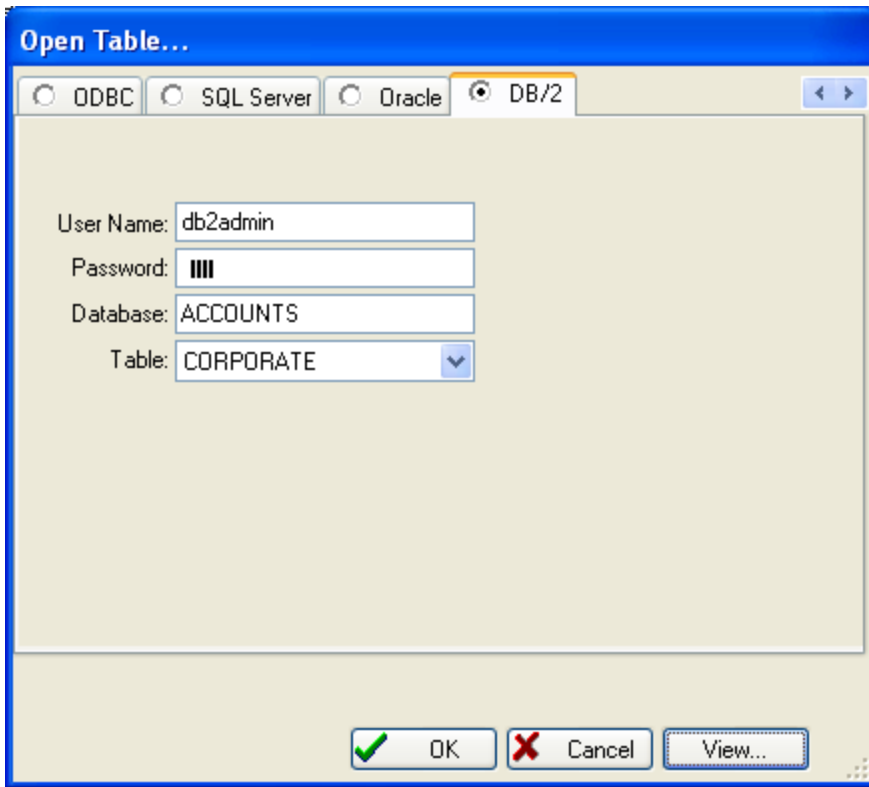 Open Table...
ODBC SQL Server Oracle DB/2
User Name: db2admin
Password:
Database: ACCOUNTS
Table: CORPORATE
OK Cancel View...